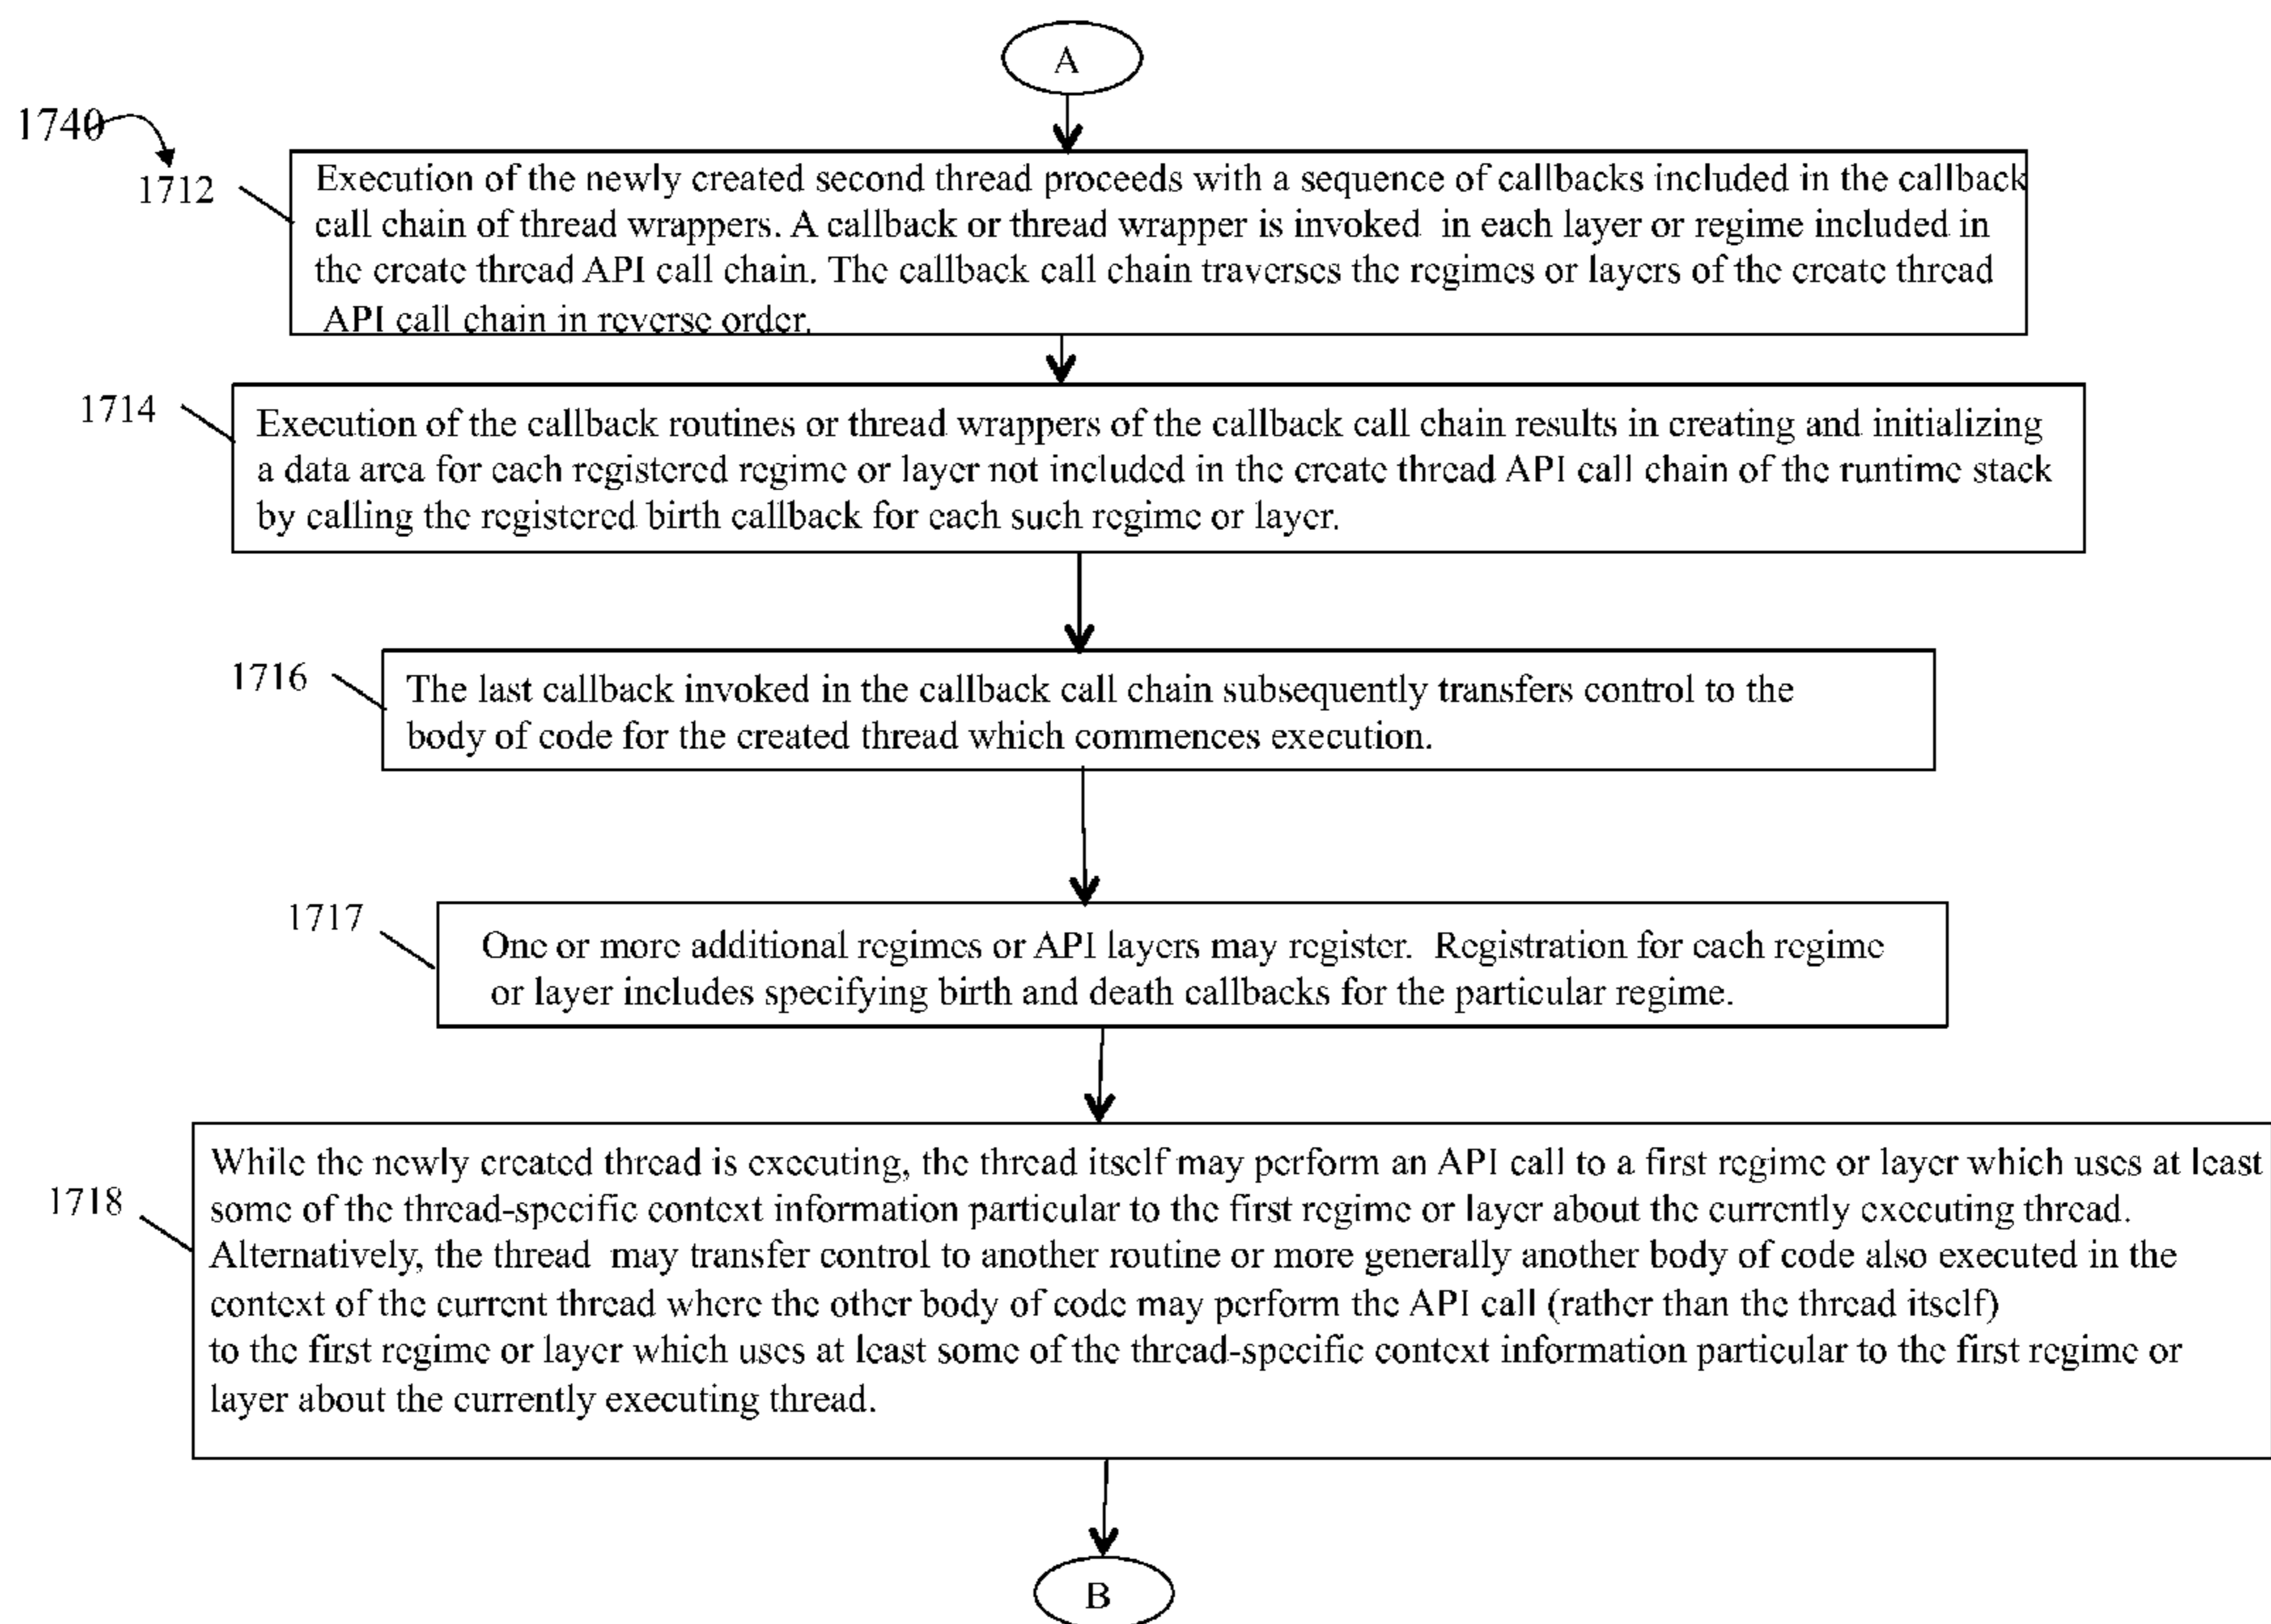 A
1740
1712
Execution of the newly created second thread proceeds with a sequence of callbacks included in the callback
call chain of thread wrappers. A callback or thread wrapper is invoked in each layer or regime included in
the create thread API call chain. The callback call chain traverses the regimes or layers of the create thread
API call chain in reverse order.
1714
Execution of the callback routines or thread wrappers of the callback call chain results in creating and initializing
a data area for each registered regime or layer not included in the create thread API call chain of the runtime stack
by calling the registered birth callback for each such regime or layer.
1716
The last callback invoked in the callback call chain subsequently transfers control to the
body of code for the created thread which commences execution.
1717
One or more additional regimes or API layers may register. Registration for each regime
or layer includes specifying birth and death callbacks for the particular regime.
1718
While the newly created thread is executing, the thread itself may perform an API call to a first regime or layer which uses at least
some of the thread-specific context information particular to the first regime or layer about the currently executing thread.
Alternatively, the thread may transfer control to another routine or more generally another body of code also executed in the
context of the current thread where the other body of code may perform the API call (rather than the thread itself)
to the first regime or layer which uses at least some of the thread-specific context information particular to the first regime or
layer about the currently executing thread.
B